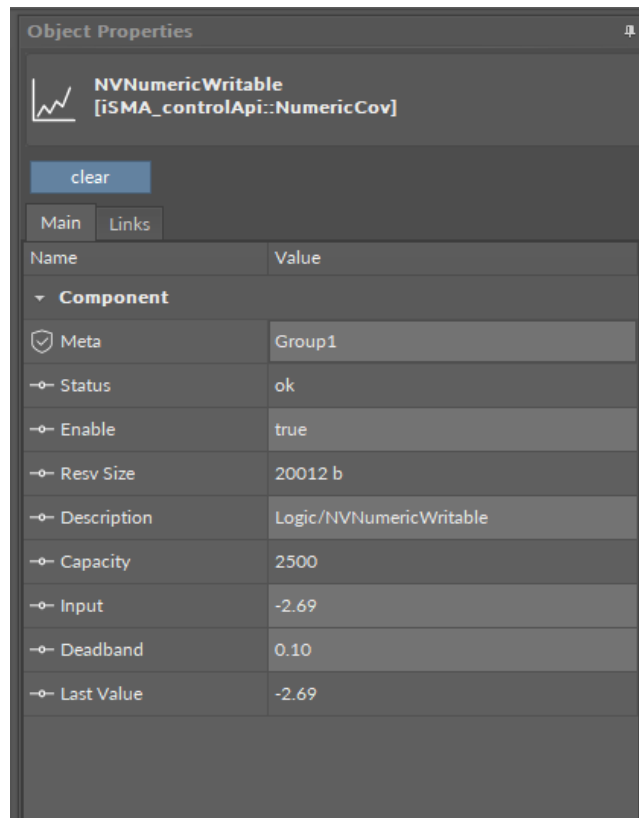 Object Properties
NVNumericWritable
[iSMA_controlApi::NumericCov]
clear
Main Links
Name Value
Component
Meta Group1
Status ok
Enable true
Resv Size 20012 b
Description Logic/NVNumericWritable
Capacity 2500
Input -2.69
Deadband 0.10
Last Value -2.69